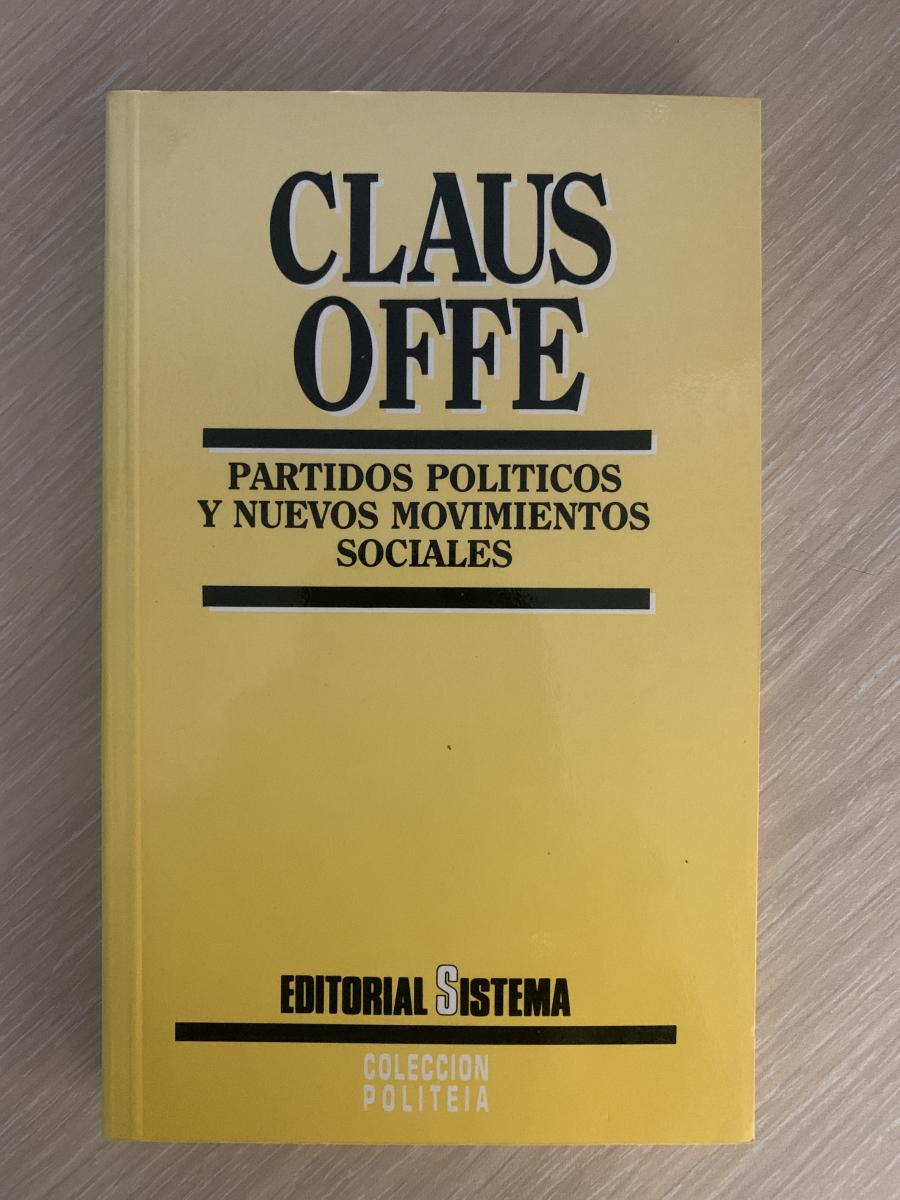 CLAUS
OFFE
PARTIDOS POLITICOS
Y NUEVOS MOVIMIENTOS
SOCIALES
EDITORIAL SISTEMA
COLECCION
POLITEIA